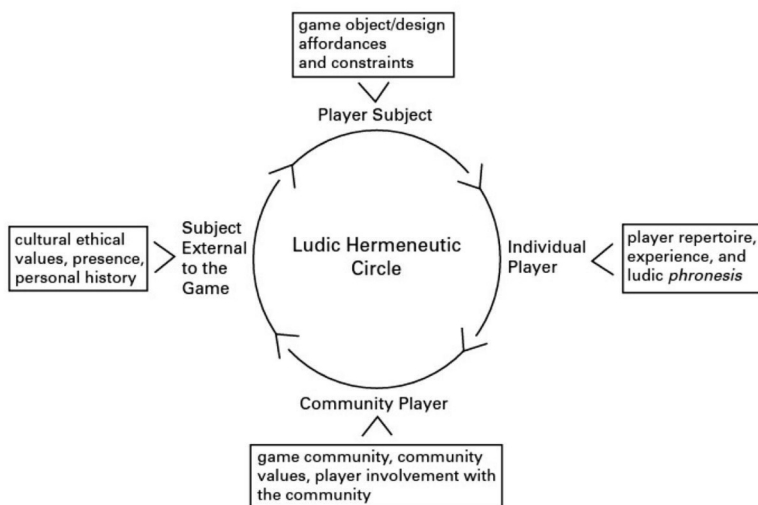 game object/design
affordances
and constraints
Player Subject
Subject
External
to the
Game
cultural ethical
values, presence,
personal history
Ludic Hermeneutic
Circle
Individual
Player
player repertoire,
experience, and
ludic phronesis
Community Player
game community, community
values, player involvement with
the community